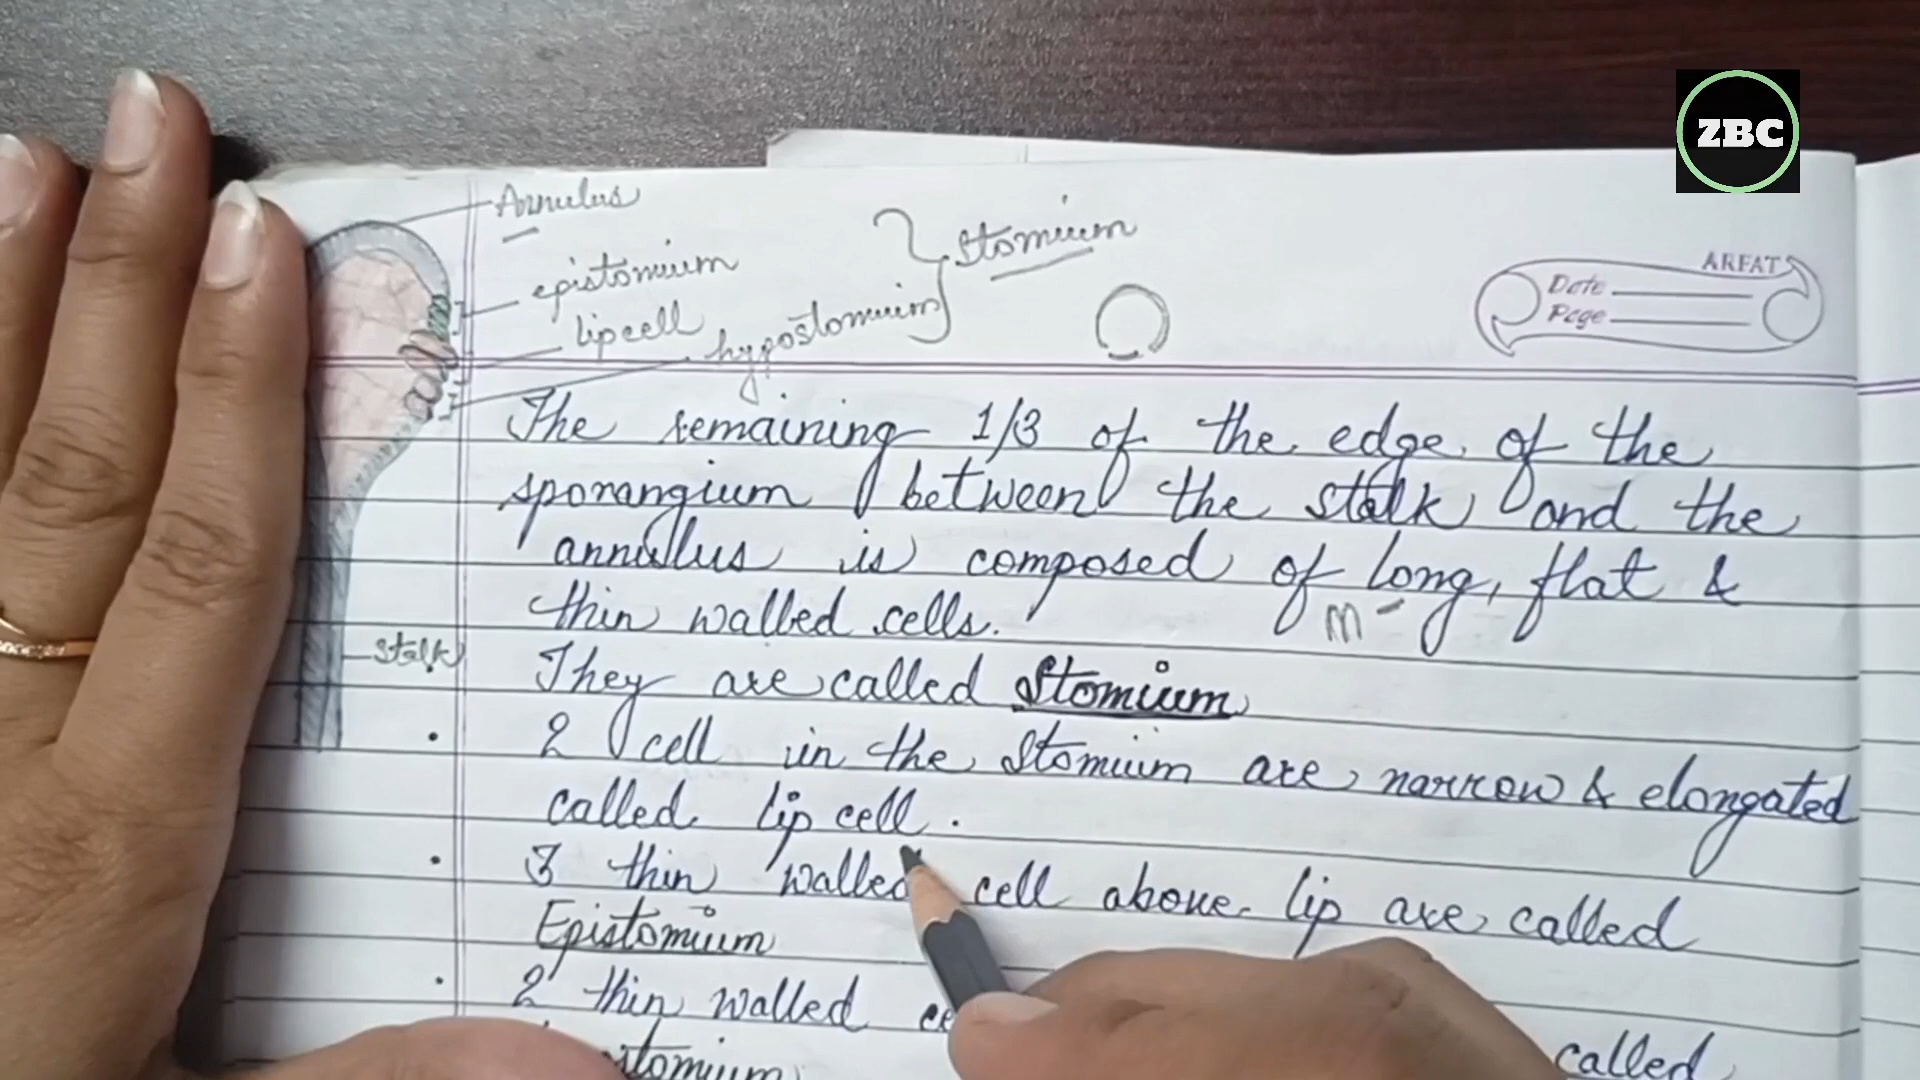 ZBC
Annulus
epistomium
lip cell
hypostomium
Stomium
ARFAT
Date
Page
The remaining 1/3 of the edge of the
sporangium between the stalk and the
annulus is composed of long, flat &
thin walled cells.
Stalk
They are called Stomium
2 cell in the Stomium are narrow & elongated
called lip cell.
3 thin walled cell above lip are called
Epistomium
2 thin walled
called